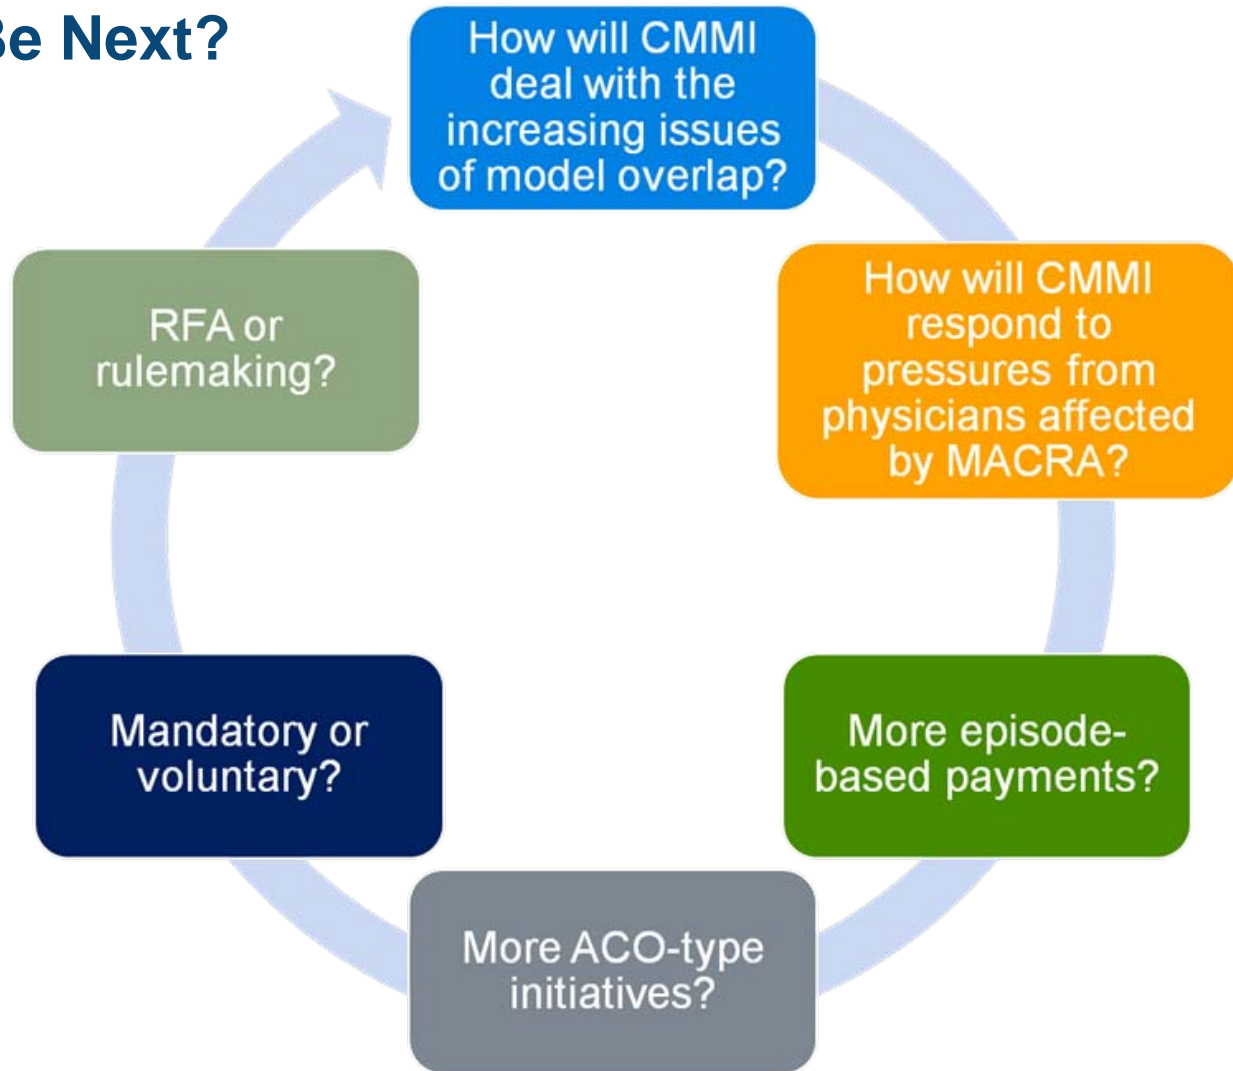 Be Next?
How will CMMI
deal with the
increasing issues
of model overlap?
How will CMMI
respond to
pressures from
physicians affected
by MACRA?
More episode-
based payments?
More ACO-type
initiatives?
Mandatory or
voluntary?
RFA or
rulemaking?